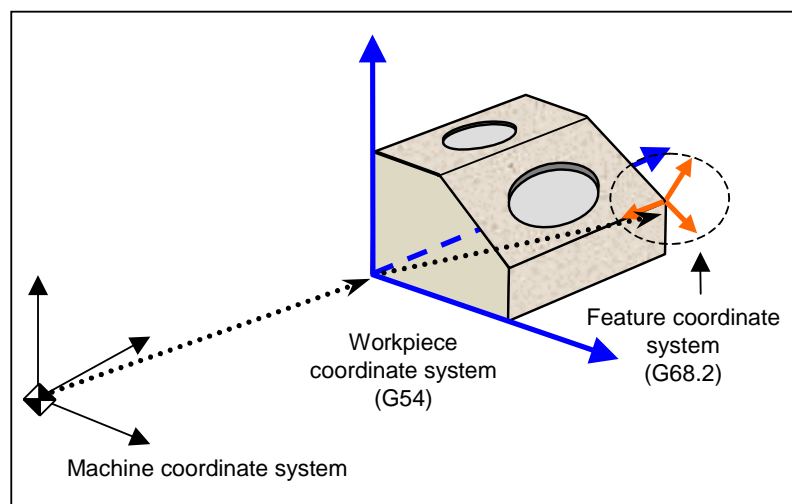 Workpiece
coordinate system
(G54)
Feature coordinate
system
(G68.2)
Machine coordinate system